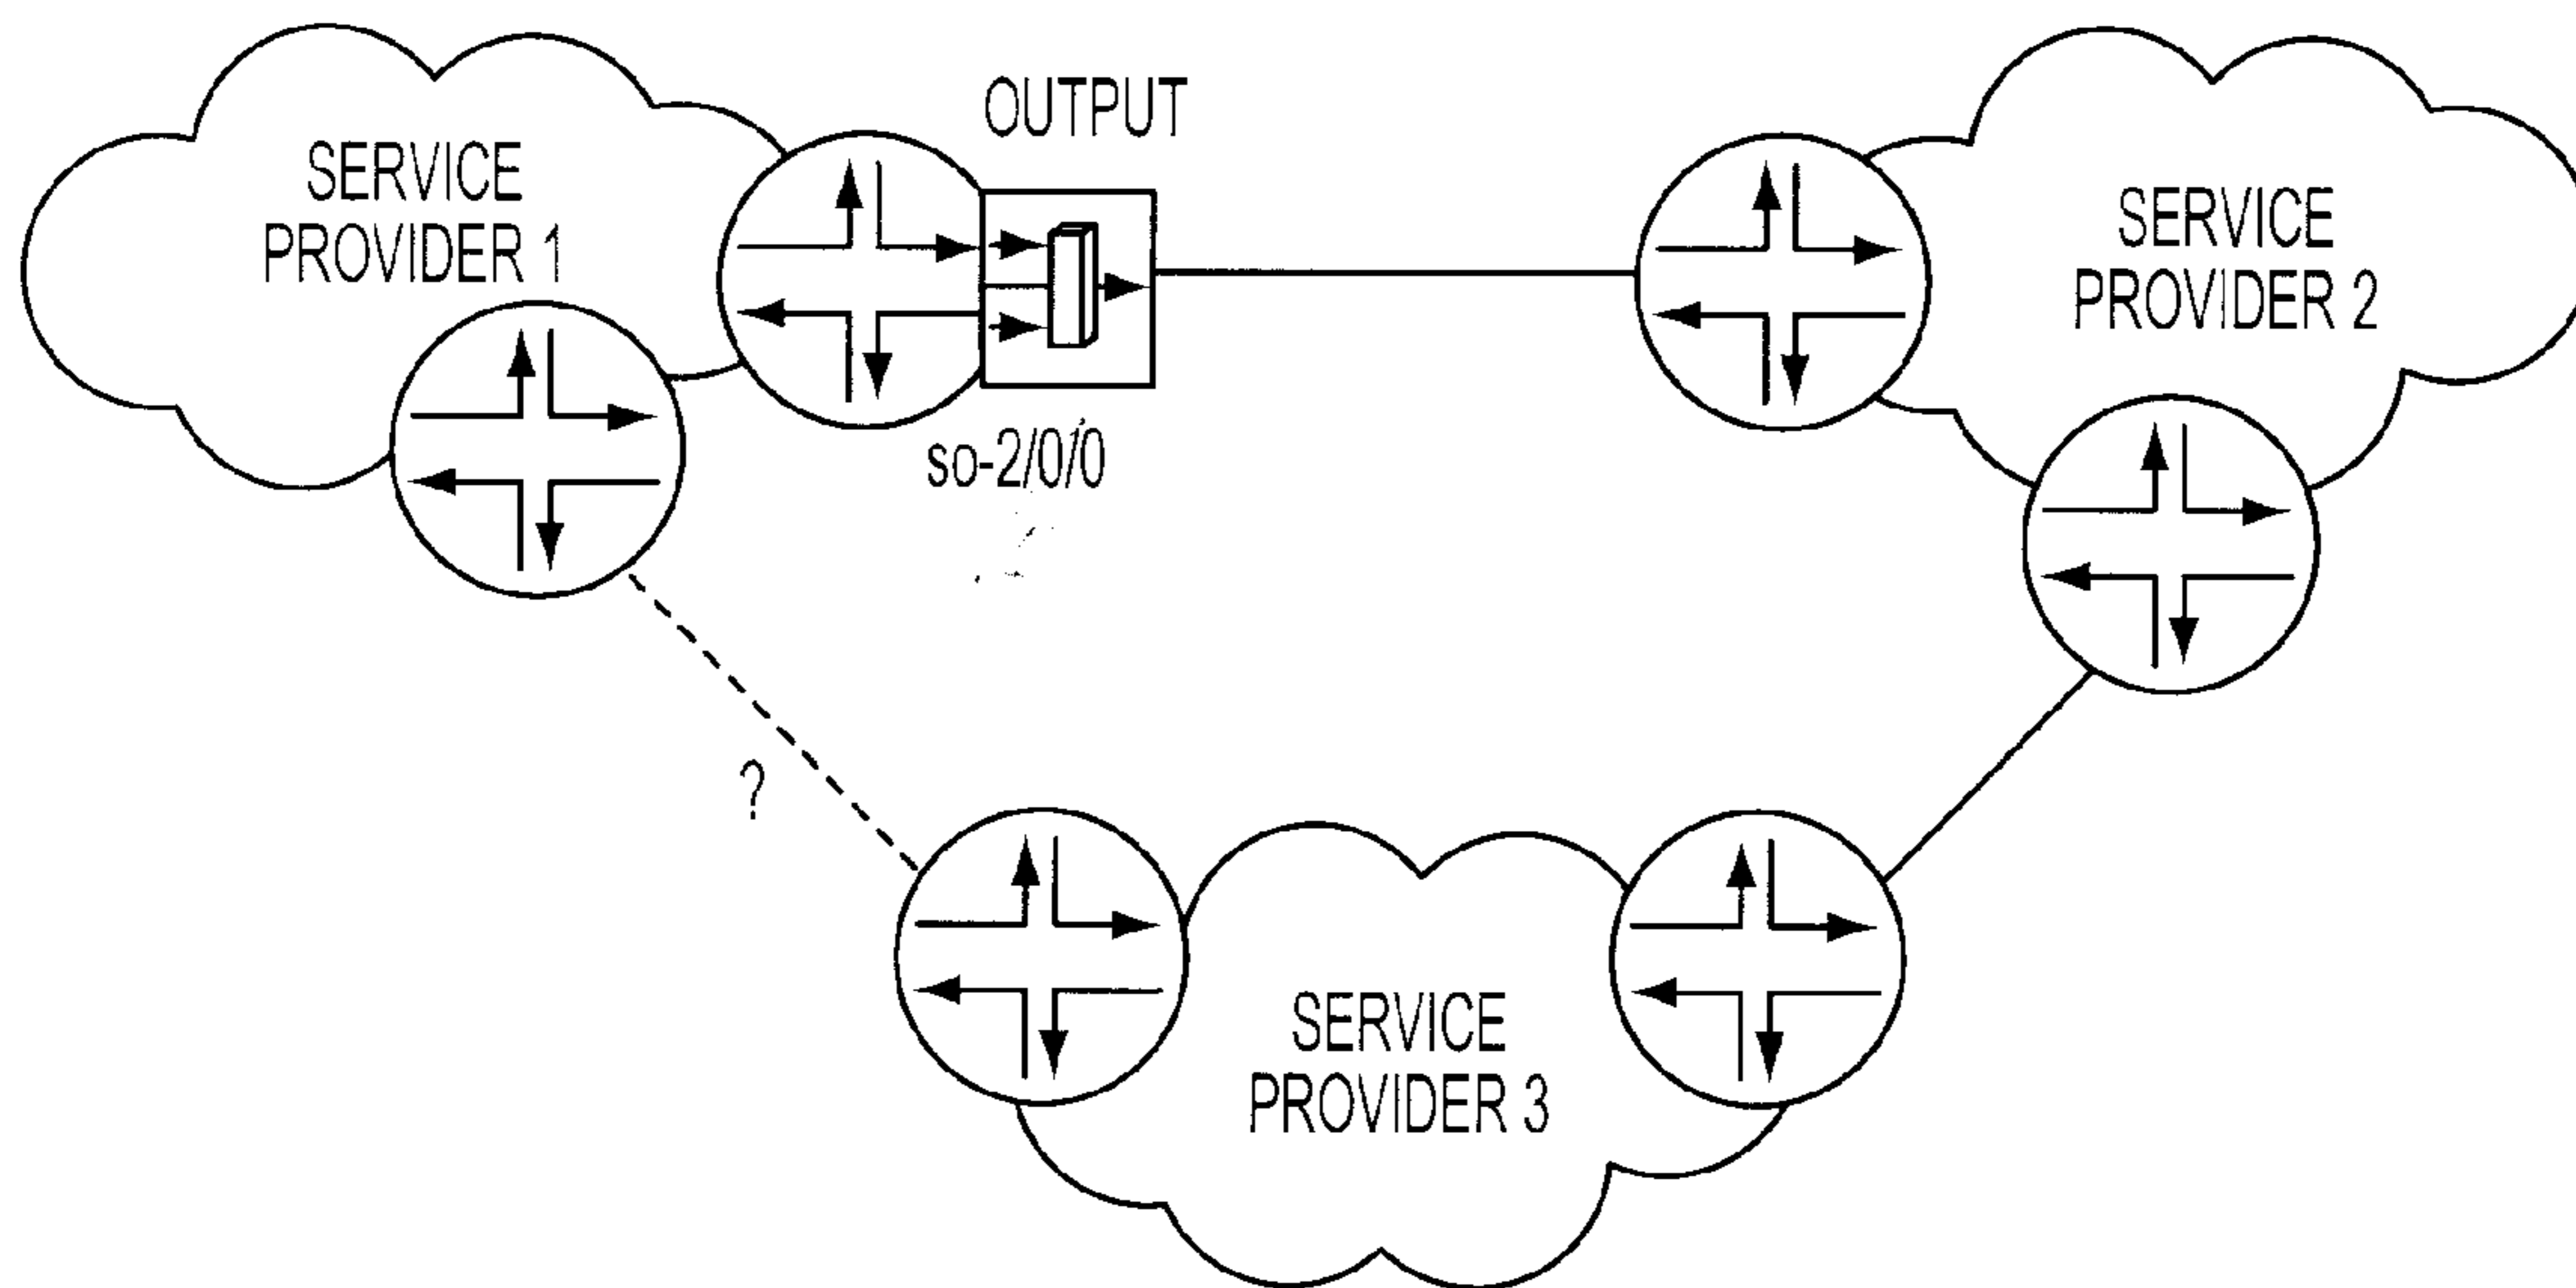 OUTPUT
SERVICE
PROVIDER 1
SERVICE
PROVIDER 2
so-2/0/0
?
SERVICE
PROVIDER 3